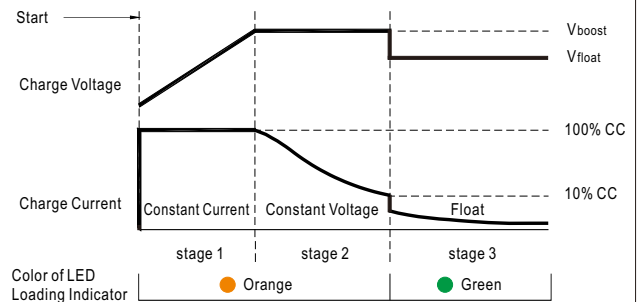 Start
Vboost
Vfloat
Charge Voltage
100% CC
10% CC
Charge Current
Constant Current Constant Voltage Float
stage 1 stage 2 stage 3
Color of LED
Loading Indicator
Orange Green